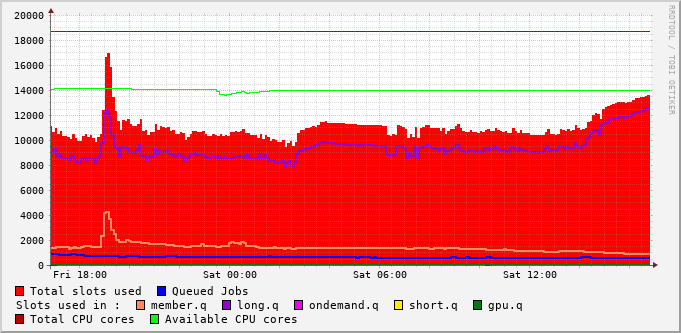 20000
18000
16000
14000
12000
10000
8000
6000
4000
2000
0
Fri 18:00 Sat 00:00 Sat 06:00 Sat 12:00
RRDTOOL / TOBI OETIKER
Total slots used Queued Jobs
Slots used in : member.q long.q ondemand.q short.q gpu.q
Total CPU cores Available CPU cores